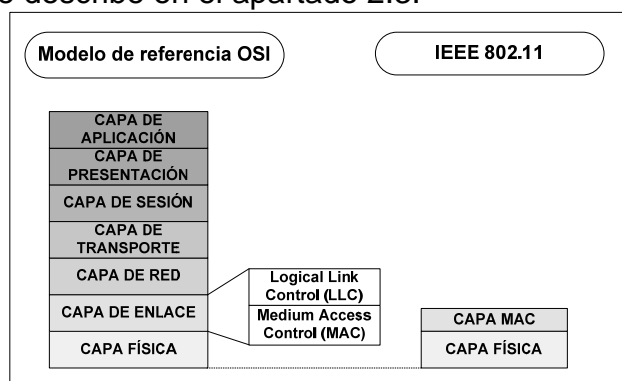 describe en el apartado 2.3.
Modelo de referencia OSI
IEEE 802.11
CAPA DE
APLICACIÓN
CAPA DE
PRESENTACIÓN
CAPA DE SESIÓN
CAPA DE
TRANSPORTE
CAPA DE RED
CAPA DE ENLACE
CAPA FÍSICA
Logical Link
Control (LLC)
Medium Access
Control (MAC)
CAPA MAC
CAPA FÍSICA